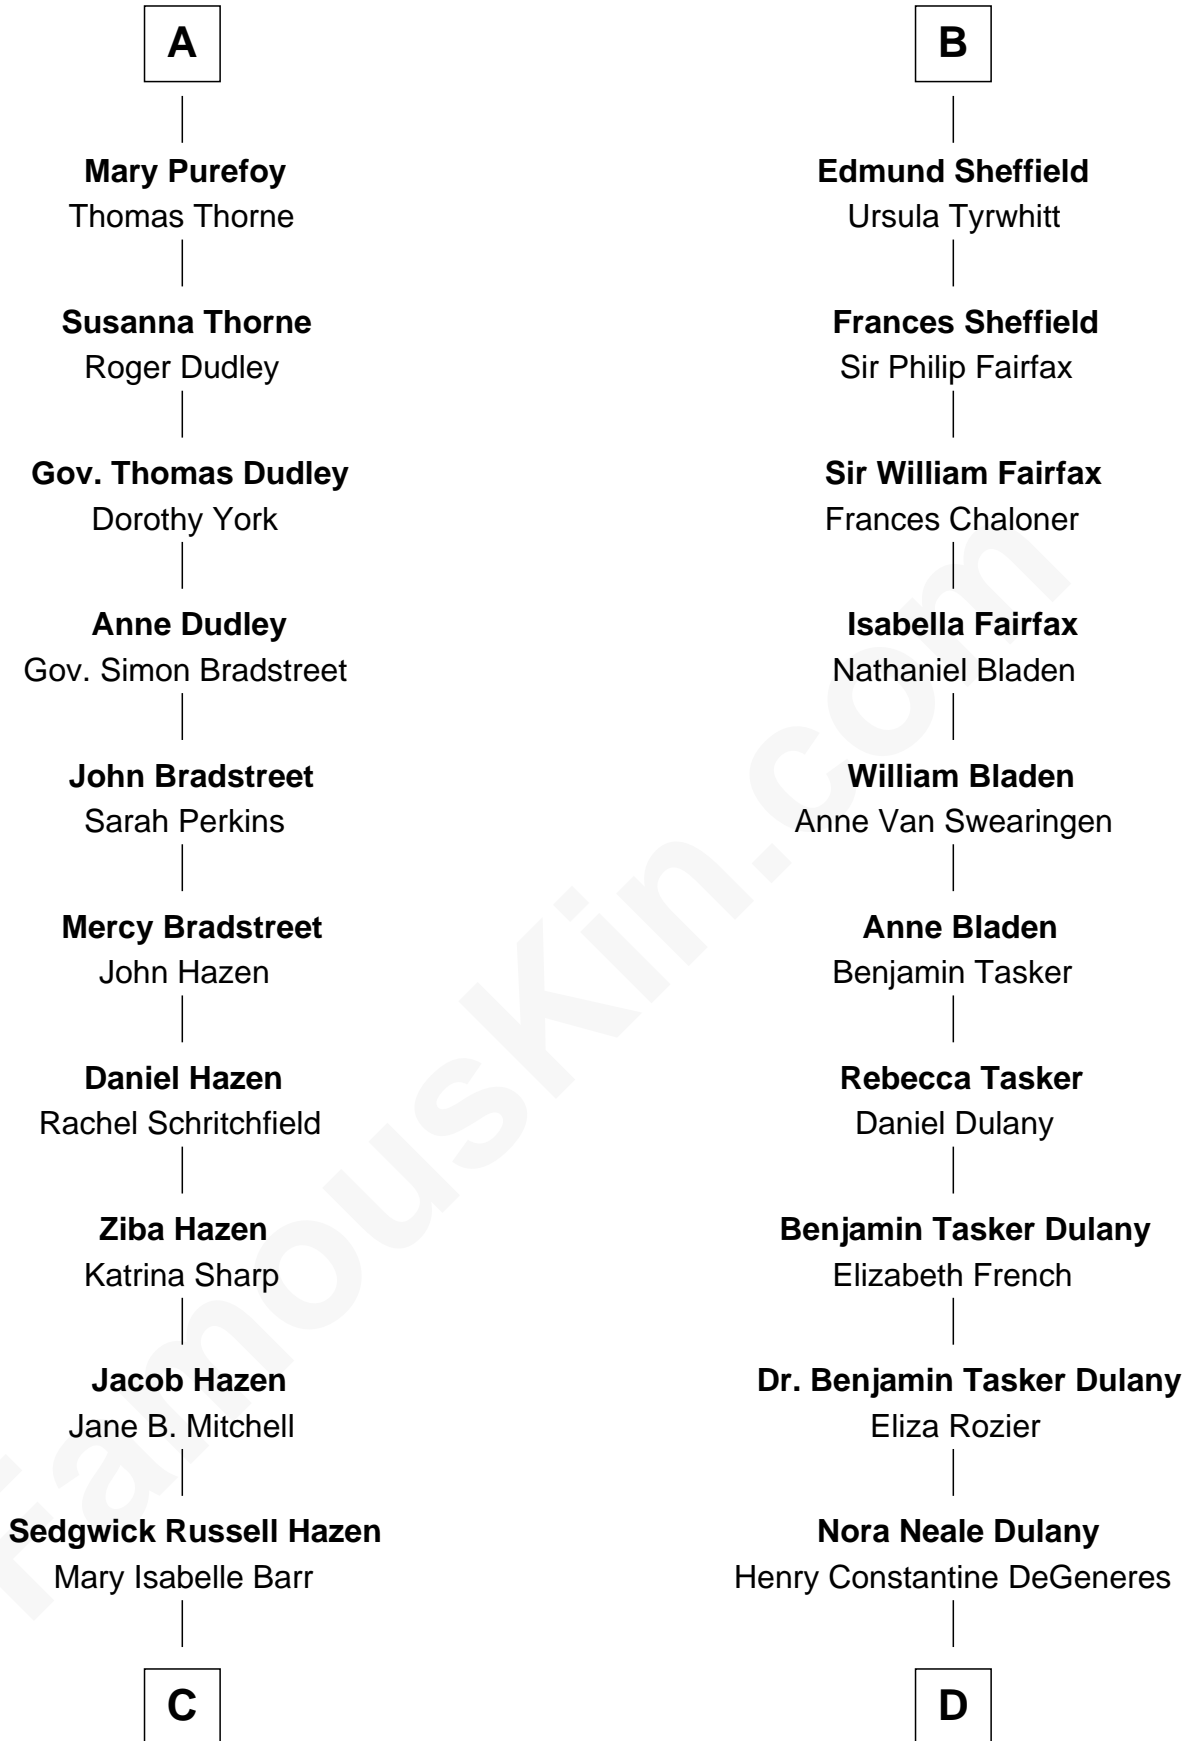 A
Mary Purefoy
Thomas Thorne
Susanna Thorne
Roger Dudley
Gov. Thomas Dudley
Dorothy York
Anne Dudley
Gov. Simon Bradstreet
John Bradstreet
Sarah Perkins
Mercy Bradstreet
John Hazen
Daniel Hazen
Rachel Schritchfield
Ziba Hazen
Katrina Sharp
Jacob Hazen
Jane B. Mitchell
Sedgwick Russell Hazen
Mary Isabelle Barr
C
B
Edmund Sheffield
Ursula Tyrwhitt
Frances Sheffield
Sir Philip Fairfax
Sir William Fairfax
Frances Chaloner
Isabella Fairfax
Nathaniel Bladen
William Bladen
Anne Van Swearingen
Anne Bladen
Benjamin Tasker
Rebecca Tasker
Daniel Dulany
Benjamin Tasker Dulany
Elizabeth French
Dr. Benjamin Tasker Dulany
Eliza Rozier
Nora Neale Dulany
Henry Constantine DeGeneres
D
FamousKin.com